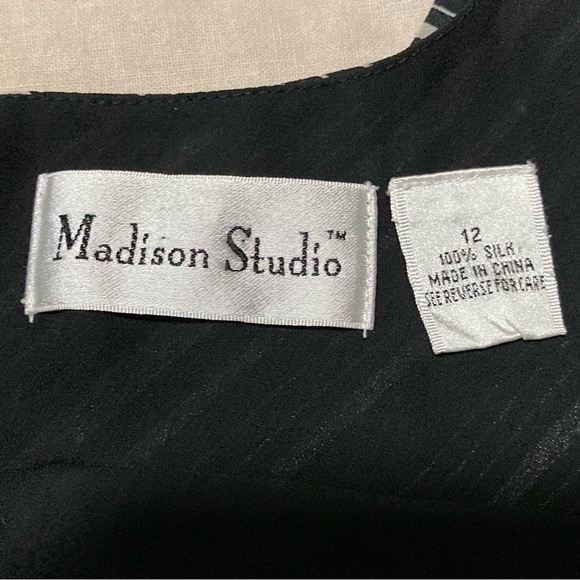 Madison Studio™
12
100% SILK
MADE IN CHINA
SEE REVERSE FOR CARE